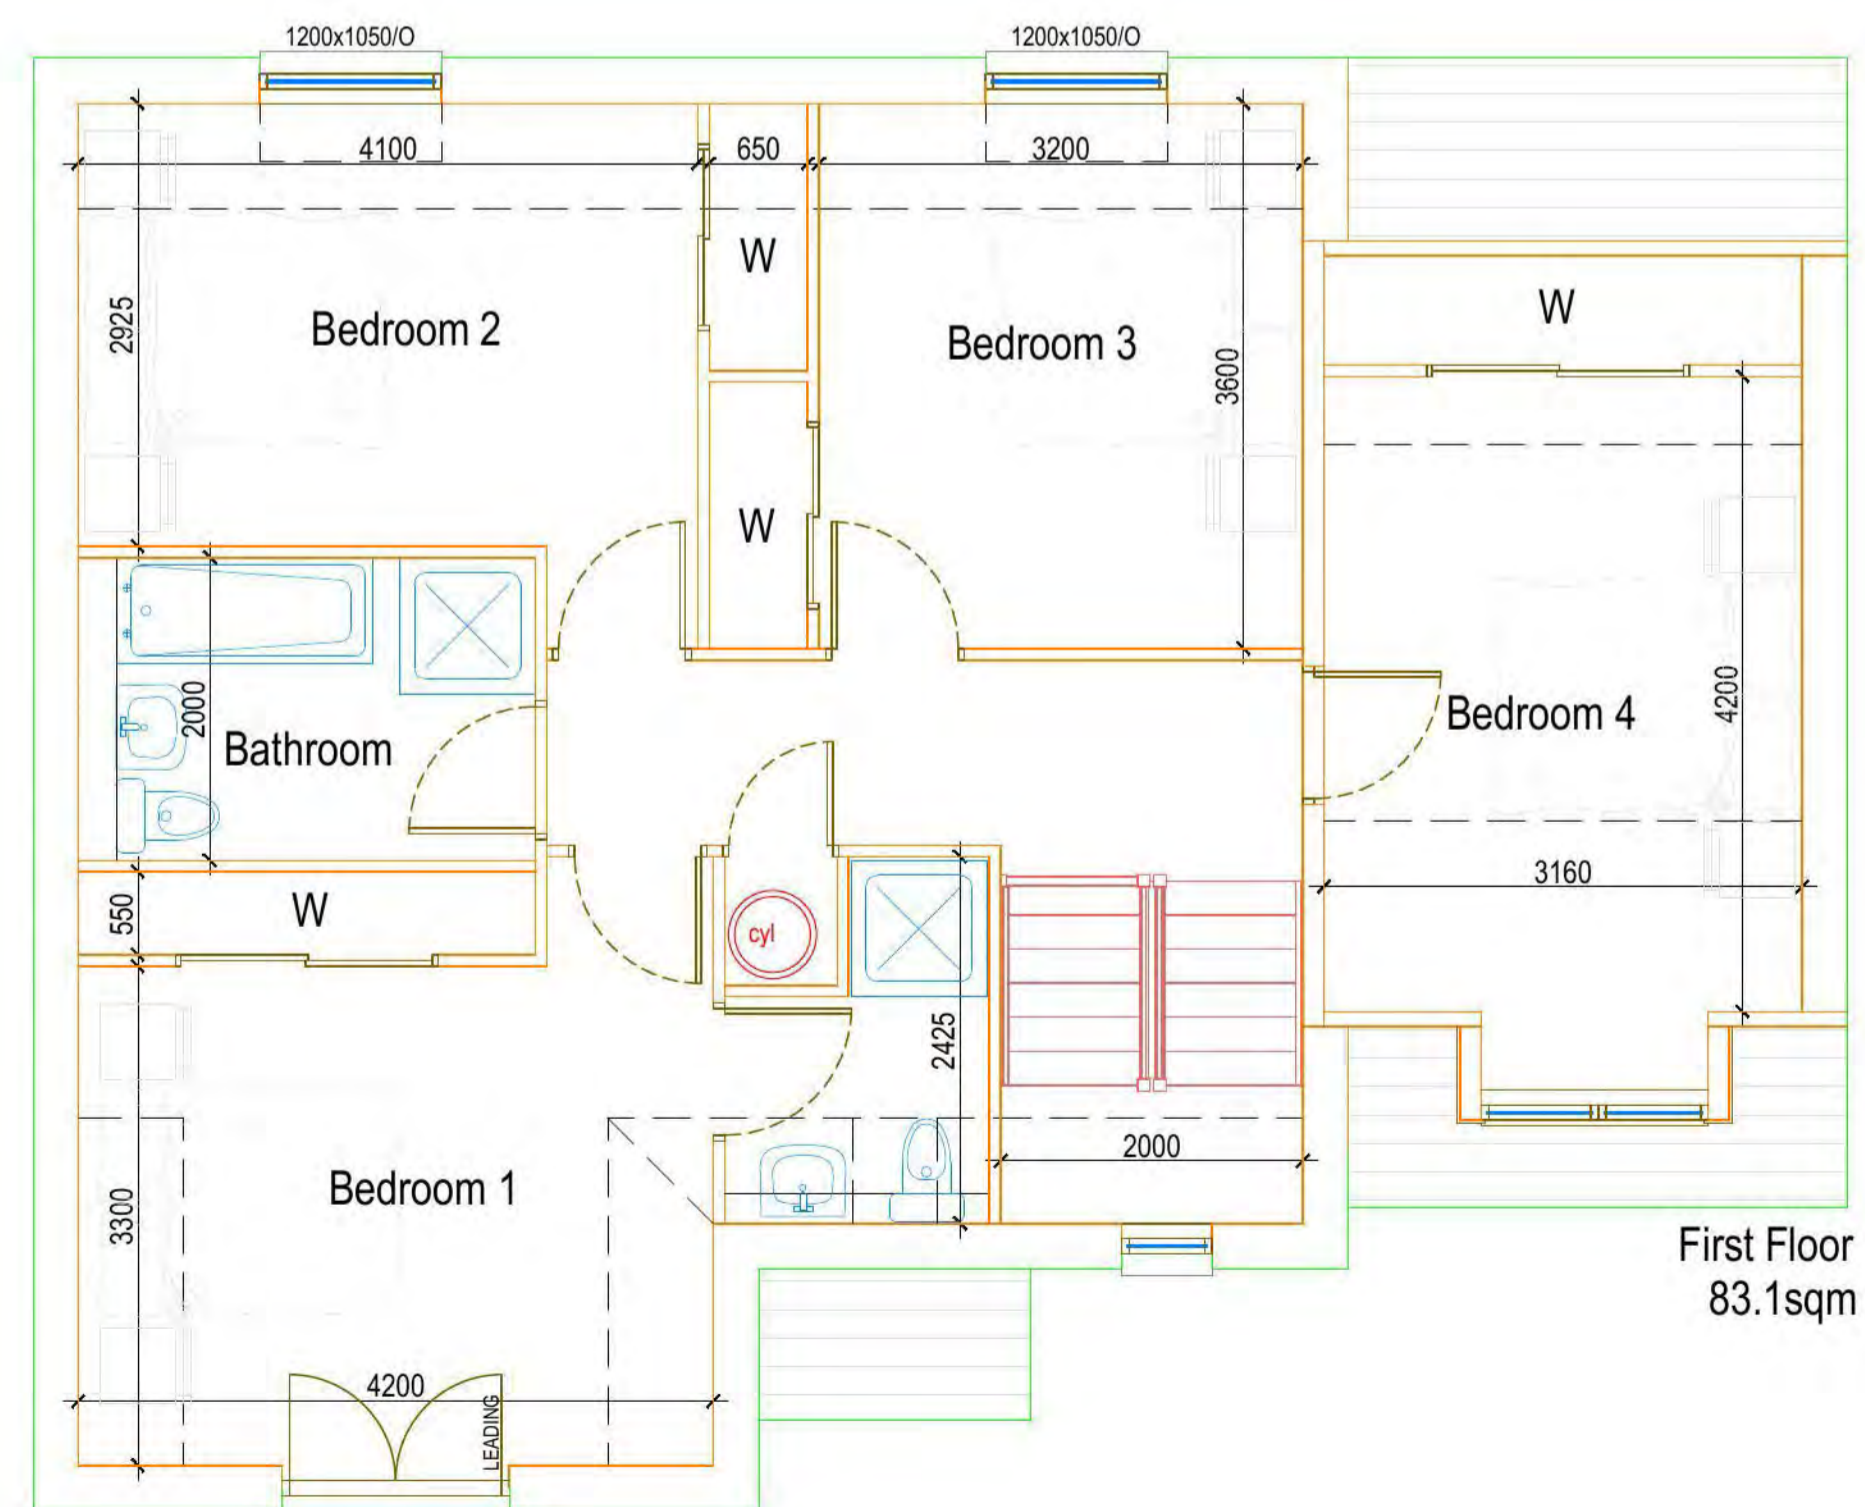 1200x1050/O
1200x1050/O
4100
650
3200
W
W
2925
Bedroom 2
Bedroom 3
3600
W
Bedroom 4
4200
2000
Bathroom
3160
550
W
cyl
2425
2000
Bedroom 1
3300
4200
LEADING
First Floor
83.1sqm